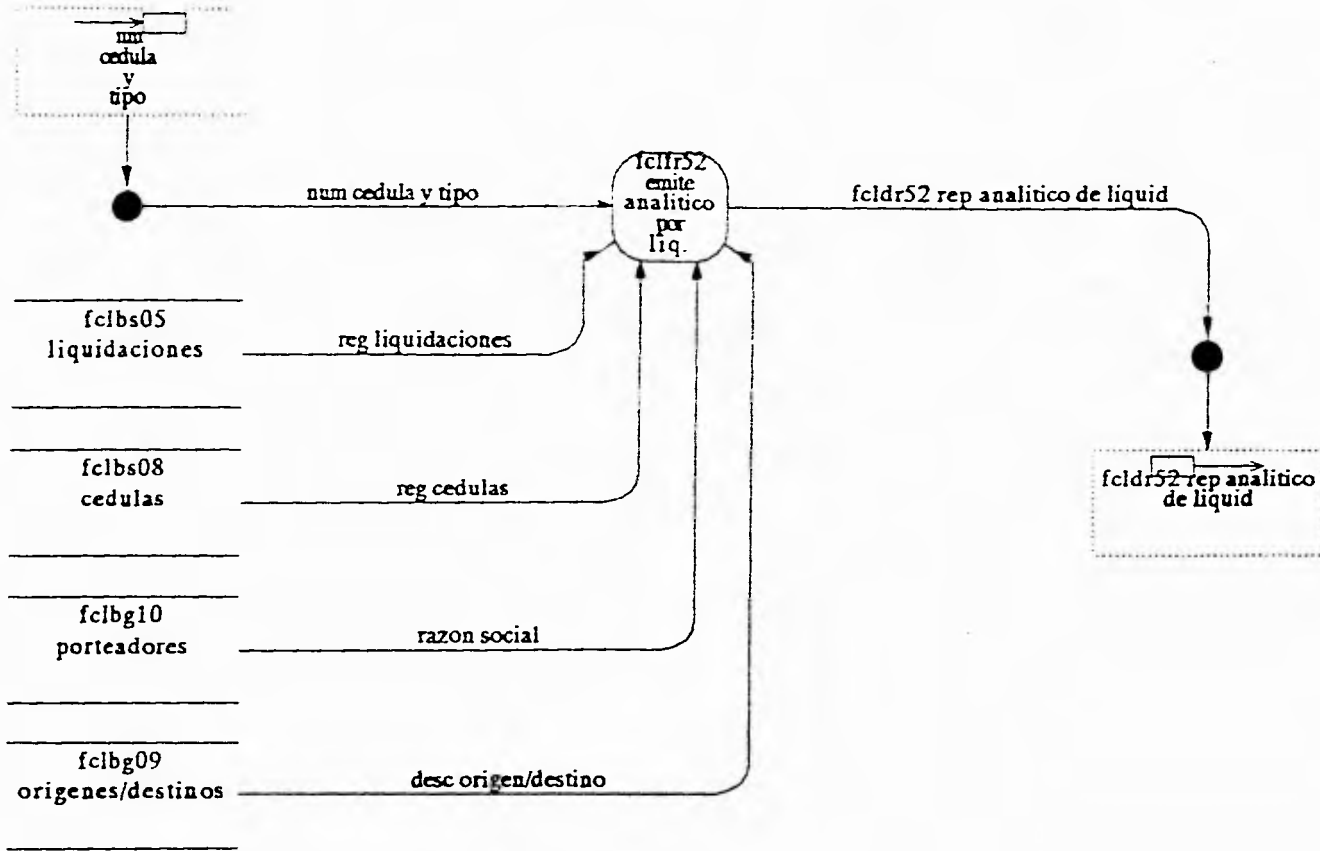 num
cedula
y
tipo
num cedula y tipo
fclfr52
emite
analitico
por
liq.
fcldr52 rep analitico de liquid
fclbs05
liquidaciones
reg liquidaciones
fclbs08
cedulas
reg cedulas
fcldr52 rep analitico
de liquid
fclbg10
porteadores
razon social
fclbg09
origenes/destinos
desc origen/destino